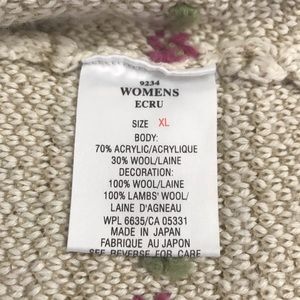 9234
WOMENS
ECRU
SIZE XL
BODY:
70% ACRYLIC/ACRYLIQUE
30% WOOL/LAINE
DECORATION:
100% WOOL/LAINE
100% LAMBS' WOOL/
LAINE D'AGNEAU
WPL 6635/CA 05331
MADE IN JAPAN
FABRIQUE AU JAPON
SEE REVERSE FOR CARE